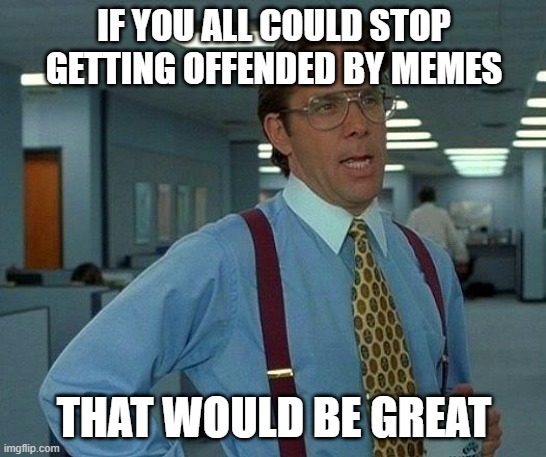 IF YOU ALL COULD STOP
GETTING OFFENDED BY MEMES
THAT WOULD BE GREAT
imgflip.com